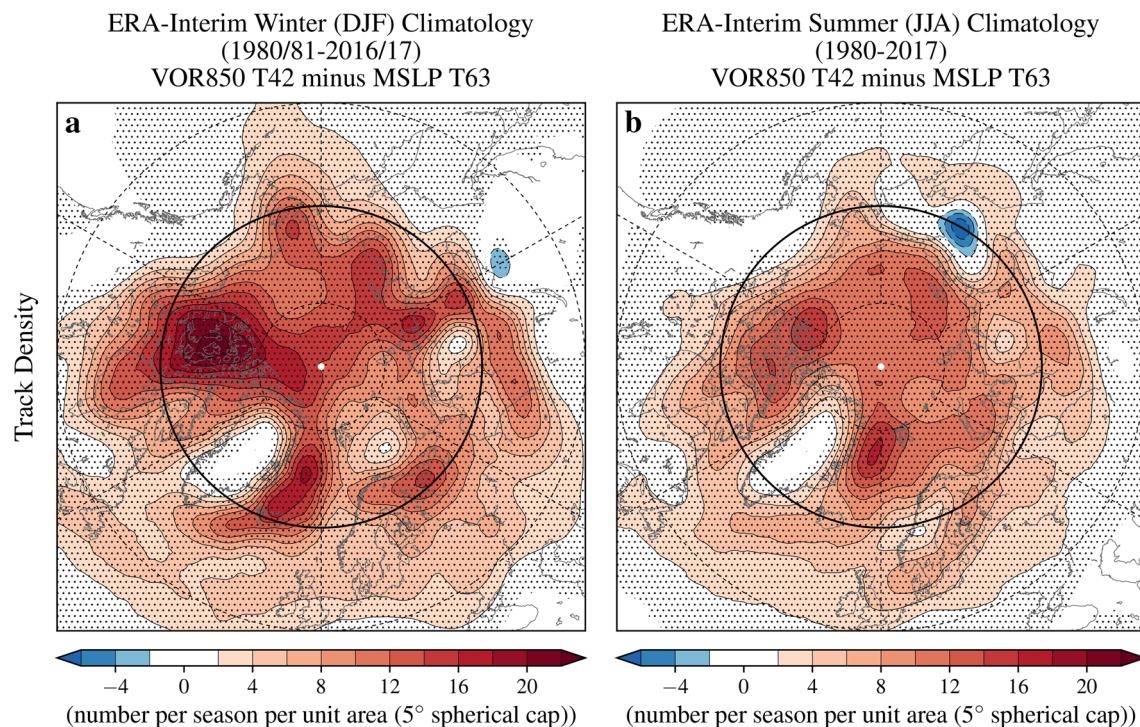 ERA-Interim Winter (DJF) Climatology
(1980/81-2016/17)
VOR850 T42 minus MSLP T63
ERA-Interim Summer (JJA) Climatology
(1980-2017)
VOR850 T42 minus MSLP T63
a
b
Track Density
−4 0 4 8 12 16 20
−4 0 4 8 12 16 20
(number per season per unit area (5° spherical cap))
(number per season per unit area (5° spherical cap))